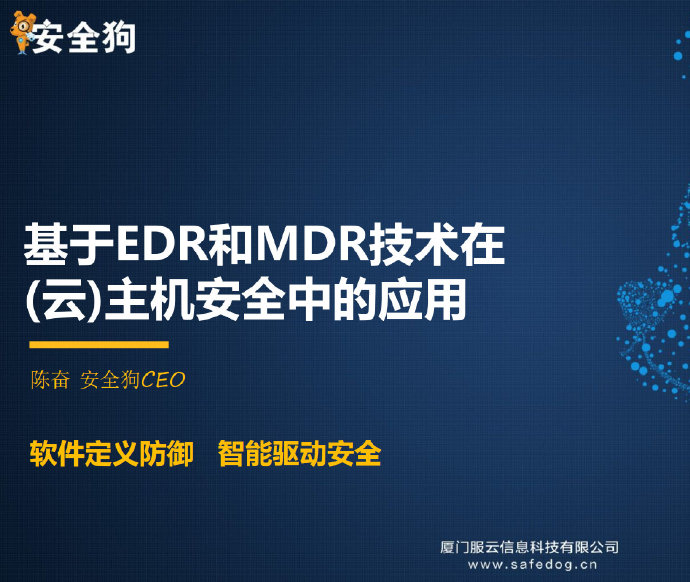 安全狗
基于EDR和MDR技术在
(云)主机安全中的应用
陈奋 安全狗CEO
软件定义防御 智能驱动安全
厦门服云信息科技有限公司
www.safedog.cn